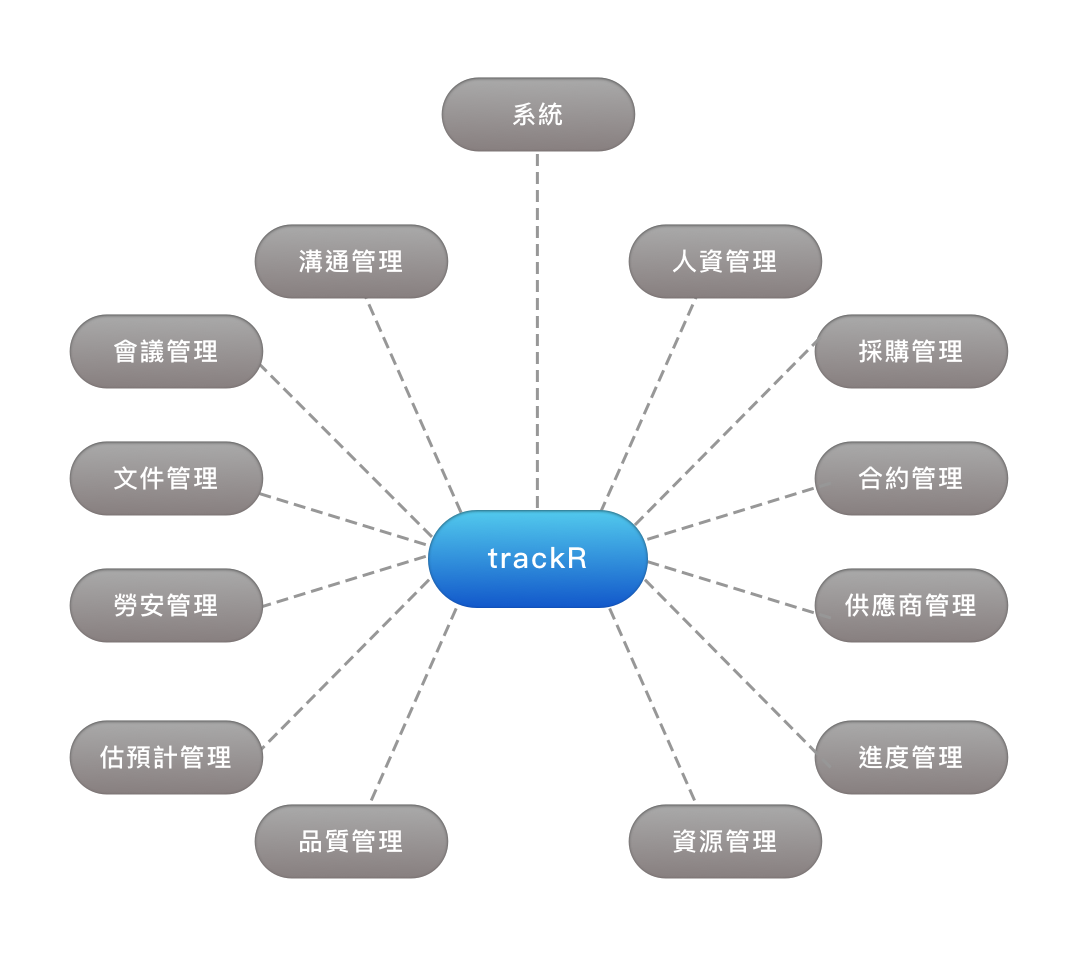 系統
溝通管理
人資管理
會議管理
採購管理
文件管理
合約管理
trackR
勞安管理
供應商管理
估預計管理
進度管理
品質管理
資源管理